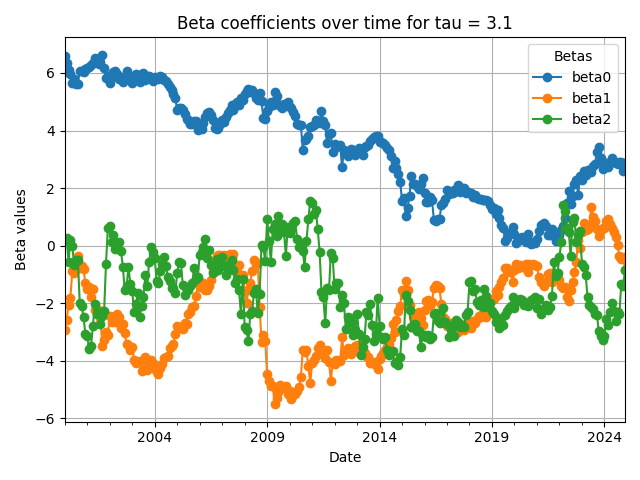 Beta coefficients over time for tau = 3.1
Betas
beta0
beta1
beta2
Beta values
6
4
2
0
−2
−4
−6
2004
2009
2014
2019
2024
Date